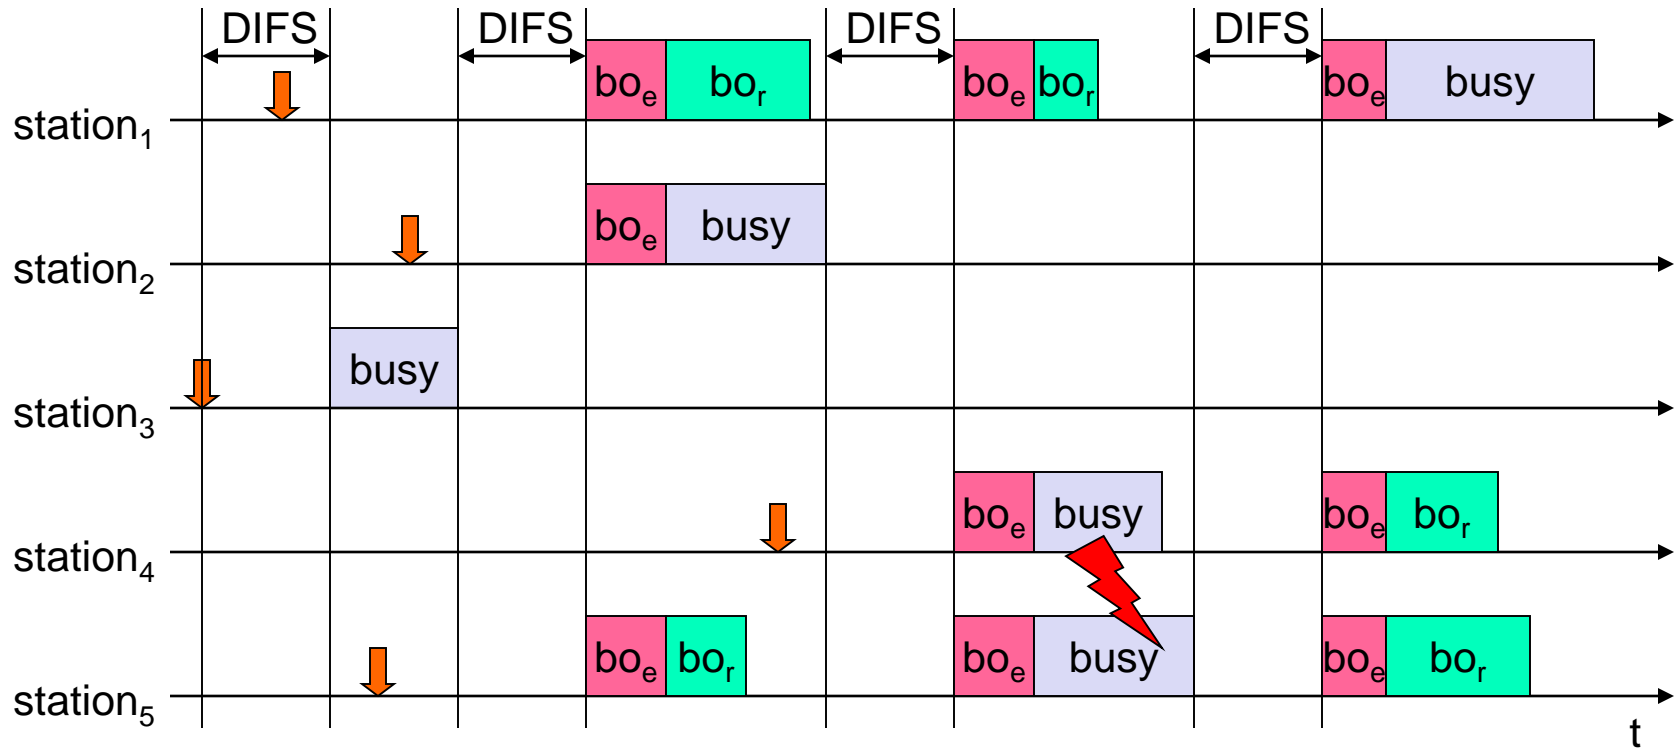 DIFS DIFS DIFS DIFS
station₁ boₑ boᵣ boₑ boᵣ boₑ busy
station₂ boₑ busy
station₃ busy
station₄ boₑ busy boₑ boᵣ
station₅ boₑ boᵣ boₑ busy boₑ boᵣ
t